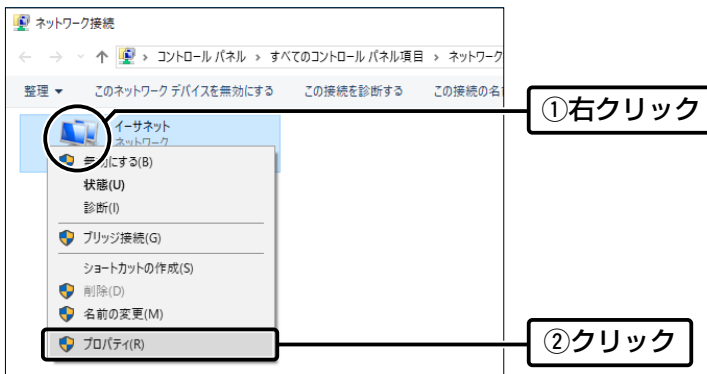 ネットワーク接続
コントロール パネル › すべてのコントロール パネル項目 › ネットワーク
整理 ▼ このネットワーク デバイスを無効にする この接続を診断する この接続の名
①右クリック
イーサネット
ネットワーク
無効にする(B)
状態(U)
診断(I)
ブリッジ接続(G)
ショートカットの作成(S)
削除(D)
名前の変更(M)
プロパティ(R)
②クリック